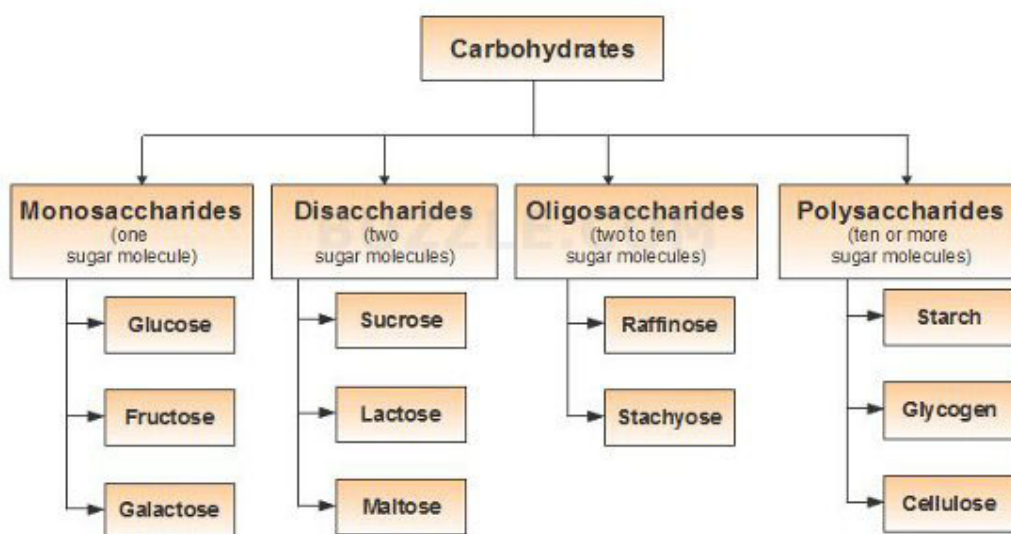 Carbohydrates
Monosaccharides
(one
sugar molecule)
Disaccharides
(two
sugar molecules)
Oligosaccharides
(two to ten
sugar molecules)
Polysaccharides
(ten or more
sugar molecules)
Glucose
Fructose
Galactose
Sucrose
Lactose
Maltose
Raffinose
Stachyose
Starch
Glycogen
Cellulose